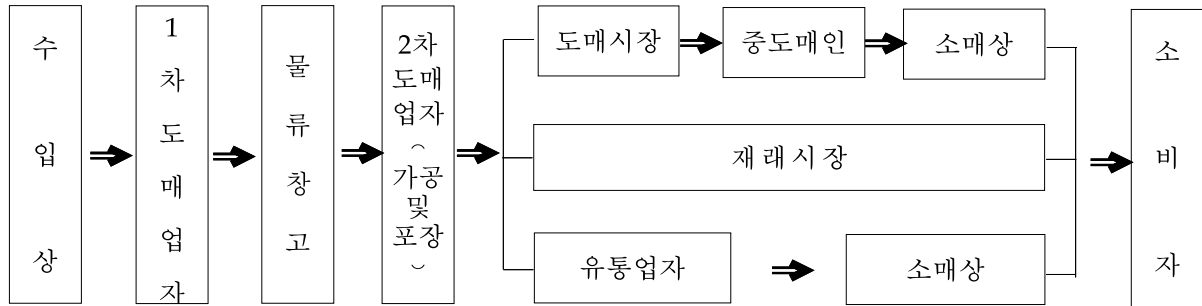 수입상
1차도매업자
물류창고
2차
도매
업자
(
가공
및
포장
)
도매시장
중도매인
소매상
재래시장
유통업자
소매상
소비자